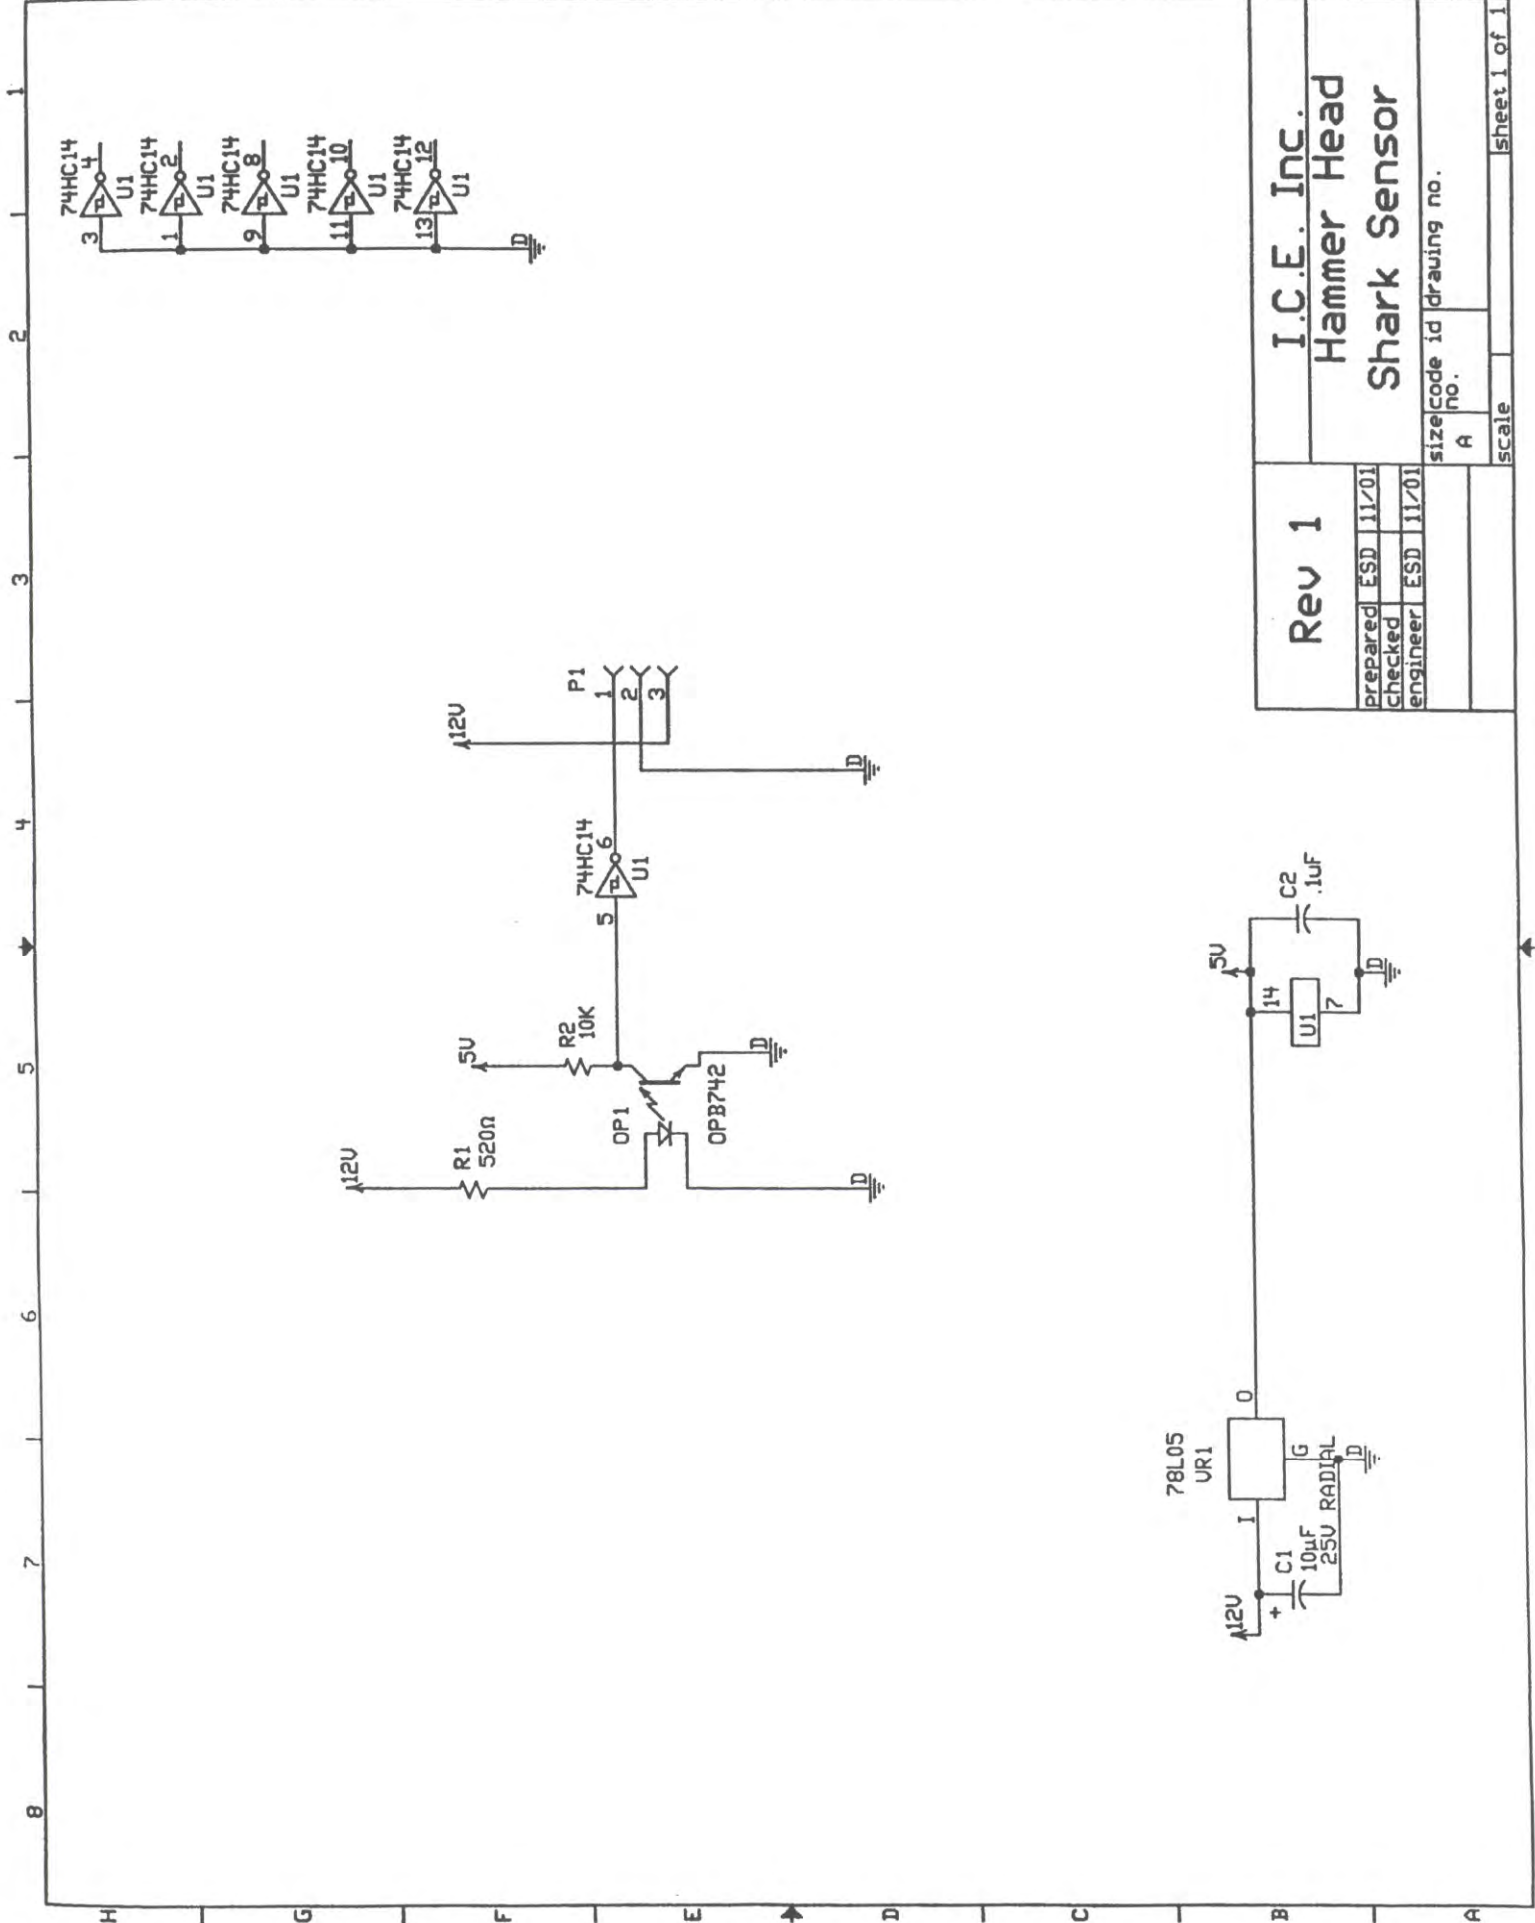 8
7
6
5
4
3
2
1
H
G
F
E
D
C
B
A
74HC14
3
4
U1
74HC14
1
2
U1
74HC14
9
8
U1
74HC14
11
10
U1
74HC14
13
12
U1
D
12V
R1
520Ω
D
5V
R2
10K
OP1
OPB742
D
74HC14
5
6
U1
12V
P1
1
2
3
D
78L05
VR1
12V
I
O
G
+
C1
10µF
25V RADIAL
D
5V
14
U1
7
C2
.1uF
D
Rev 1
I.C.E. Inc.
Hammer Head
Shark Sensor
prepared ESD 11/01
checked
engineer ESD 11/01
size code id no. drawing no.
A
scale
sheet 1 of 1